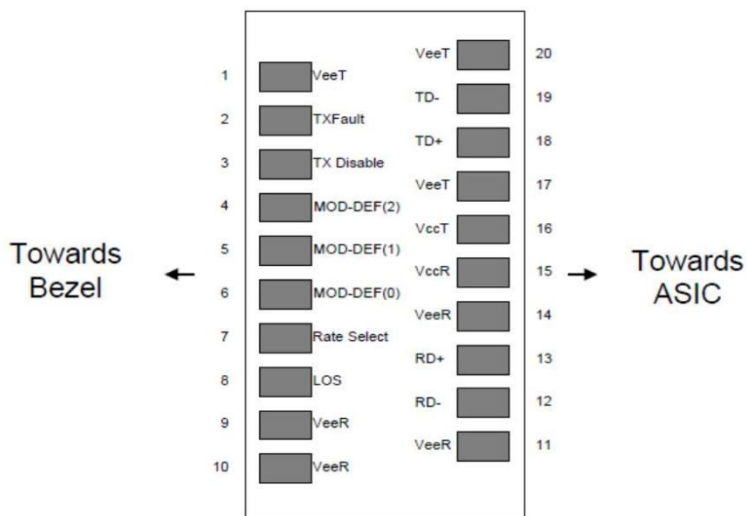 VeeT 20
1 VeeT
TD- 19
2 TXFault
TD+ 18
3 TX Disable
VeeT 17
4 MOD-DEF(2)
VccT 16
5 MOD-DEF(1)
VccR 15
6 MOD-DEF(0)
VeeR 14
7 Rate Select
RD+ 13
8 LOS
RD- 12
9 VeeR
VeeR 11
10 VeeR
Towards
Bezel
Towards
ASIC